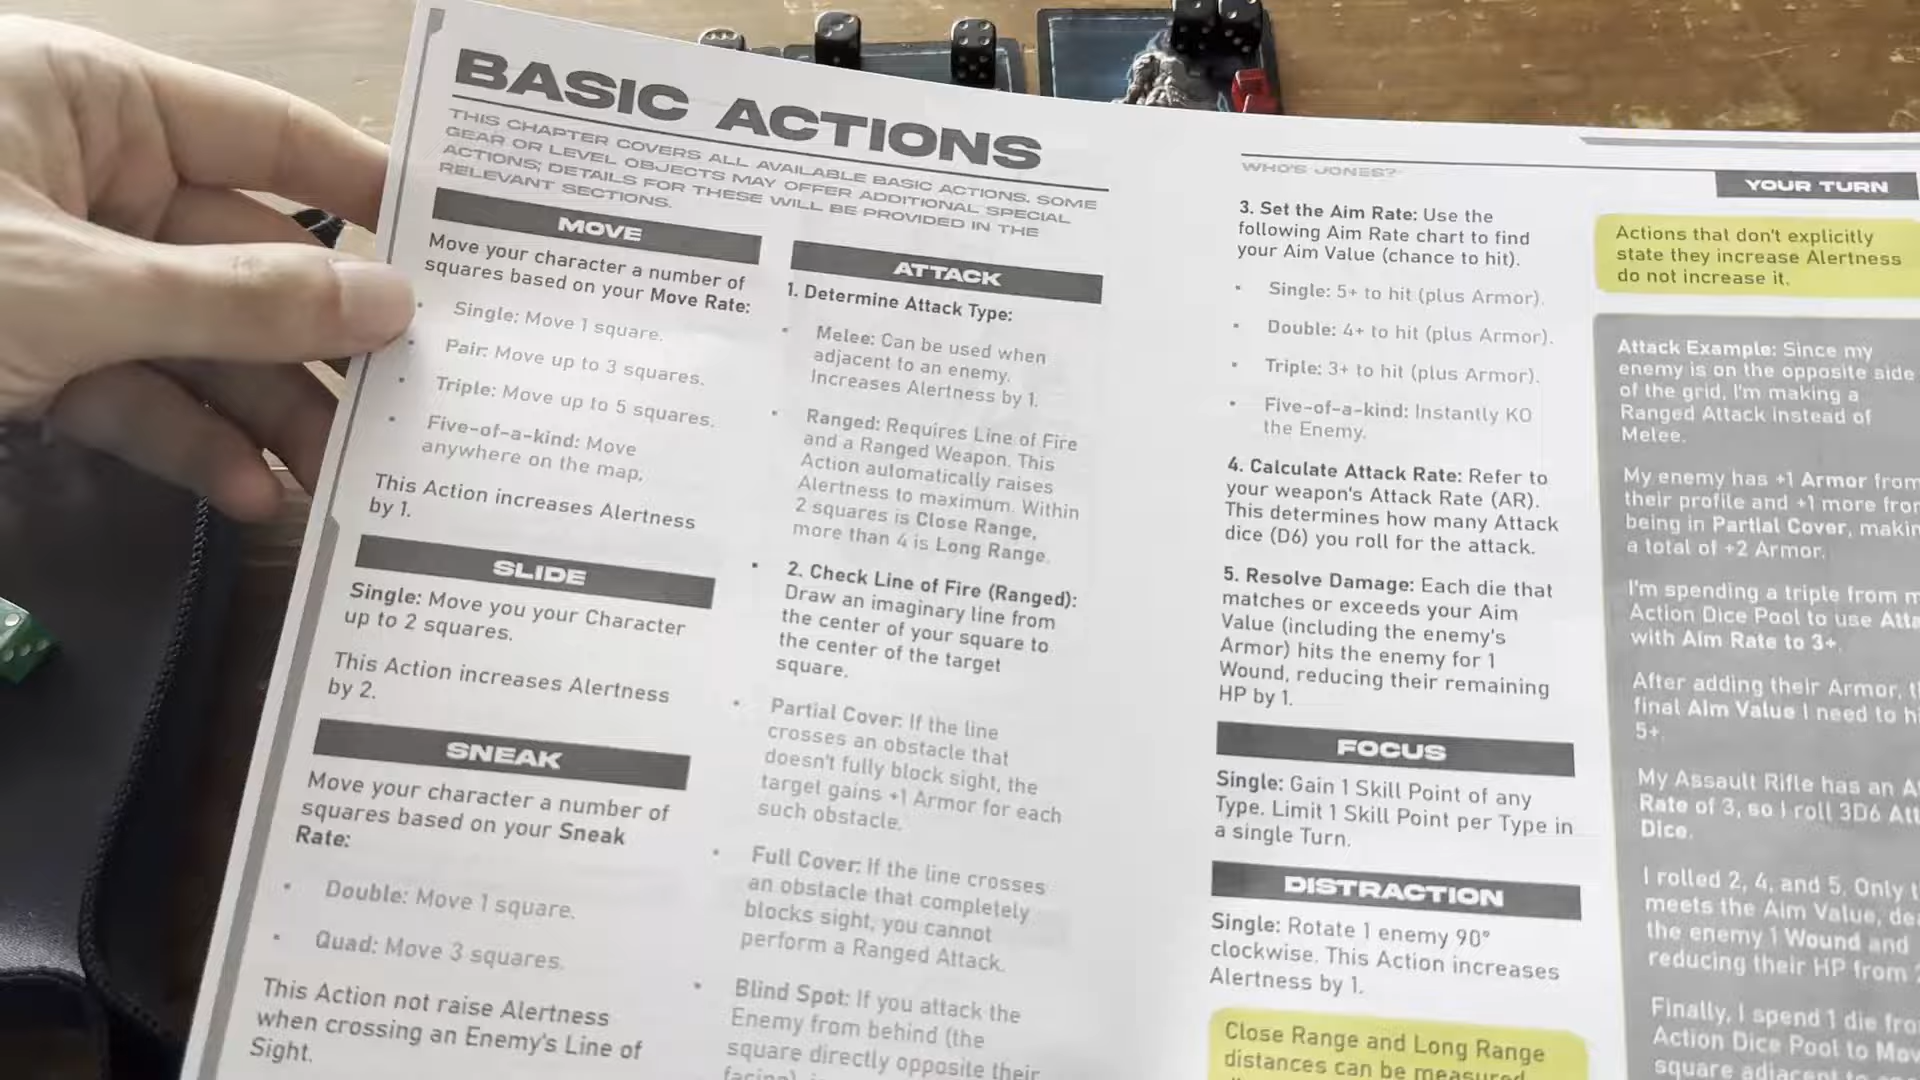 BASIC ACTIONS
THIS CHAPTER COVERS ALL AVAILABLE BASIC ACTIONS. SOME
GEAR OR LEVEL OBJECTS MAY OFFER ADDITIONAL SPECIAL
ACTIONS; DETAILS FOR THESE WILL BE PROVIDED IN THE
RELEVANT SECTIONS.
MOVE
Move your character a number of
squares based on your Move Rate:
• Single: Move 1 square.
• Pair: Move up to 3 squares.
• Triple: Move up to 5 squares.
• Five-of-a-kind: Move
anywhere on the map,
This Action increases Alertness
by 1.
SLIDE
Single: Move you your Character
up to 2 squares.
This Action increases Alertness
by 2.
SNEAK
Move your character a number of
squares based on your Sneak
Rate:
• Double: Move 1 square.
• Quad: Move 3 squares.
This Action not raise Alertness
when crossing an Enemy's Line of
Sight.
ATTACK
1. Determine Attack Type:
• Melee: Can be used when
adjacent to an enemy.
Increases Alertness by 1.
• Ranged: Requires Line of Fire
and a Ranged Weapon. This
Action automatically raises
Alertness to maximum. Within
2 squares is Close Range,
more than 4 is Long Range.
• 2. Check Line of Fire (Ranged):
Draw an imaginary line from
the center of your square to
the center of the target
square.
• Partial Cover: If the line
crosses an obstacle that
doesn't fully block sight, the
target gains +1 Armor for each
such obstacle.
• Full Cover: If the line crosses
an obstacle that completely
blocks sight, you cannot
perform a Ranged Attack.
• Blind Spot: If you attack the
Enemy from behind (the
square directly opposite their
facing)
WHO'S JONES?
3. Set the Aim Rate: Use the
following Aim Rate chart to find
your Aim Value (chance to hit).
• Single: 5+ to hit (plus Armor).
• Double: 4+ to hit (plus Armor).
• Triple: 3+ to hit (plus Armor).
• Five-of-a-kind: Instantly KO
the Enemy.
4. Calculate Attack Rate: Refer to
your weapon's Attack Rate (AR).
This determines how many Attack
dice (D6) you roll for the attack.
5. Resolve Damage: Each die that
matches or exceeds your Aim
Value (including the enemy's
Armor) hits the enemy for 1
Wound, reducing their remaining
HP by 1.
FOCUS
Single: Gain 1 Skill Point of any
Type. Limit 1 Skill Point per Type in
a single Turn.
DISTRACTION
Single: Rotate 1 enemy 90°
clockwise. This Action increases
Alertness by 1.
Close Range and Long Range
distances can be measured
YOUR TURN
Actions that don't explicitly
state they increase Alertness
do not increase it.
Attack Example: Since my
enemy is on the opposite side
of the grid, I'm making a
Ranged Attack instead of
Melee.
My enemy has +1 Armor from
their profile and +1 more from
being in Partial Cover, makin
a total of +2 Armor.
I'm spending a triple from m
Action Dice Pool to use Atta
with Aim Rate to 3+.
After adding their Armor, t
final Aim Value I need to hi
5+.
My Assault Rifle has an A
Rate of 3, so I roll 3D6 Att
Dice.
I rolled 2, 4, and 5. Only t
meets the Aim Value, dea
the enemy 1 Wound and
reducing their HP from
Finally, I spend 1 die fro
Action Dice Pool to Mov
square adjacent to